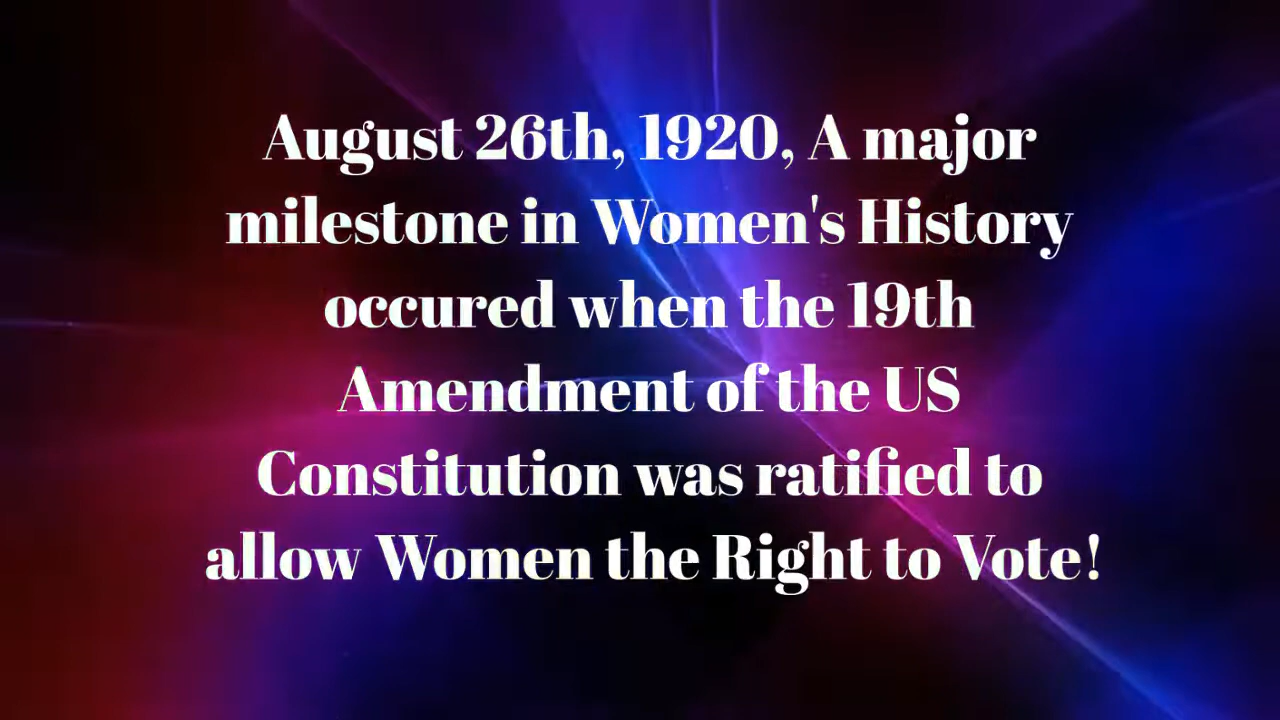 August 26th, 1920, A major
milestone in Women's History
occured when the 19th
Amendment of the US
Constitution was ratified to
allow Women the Right to Vote!